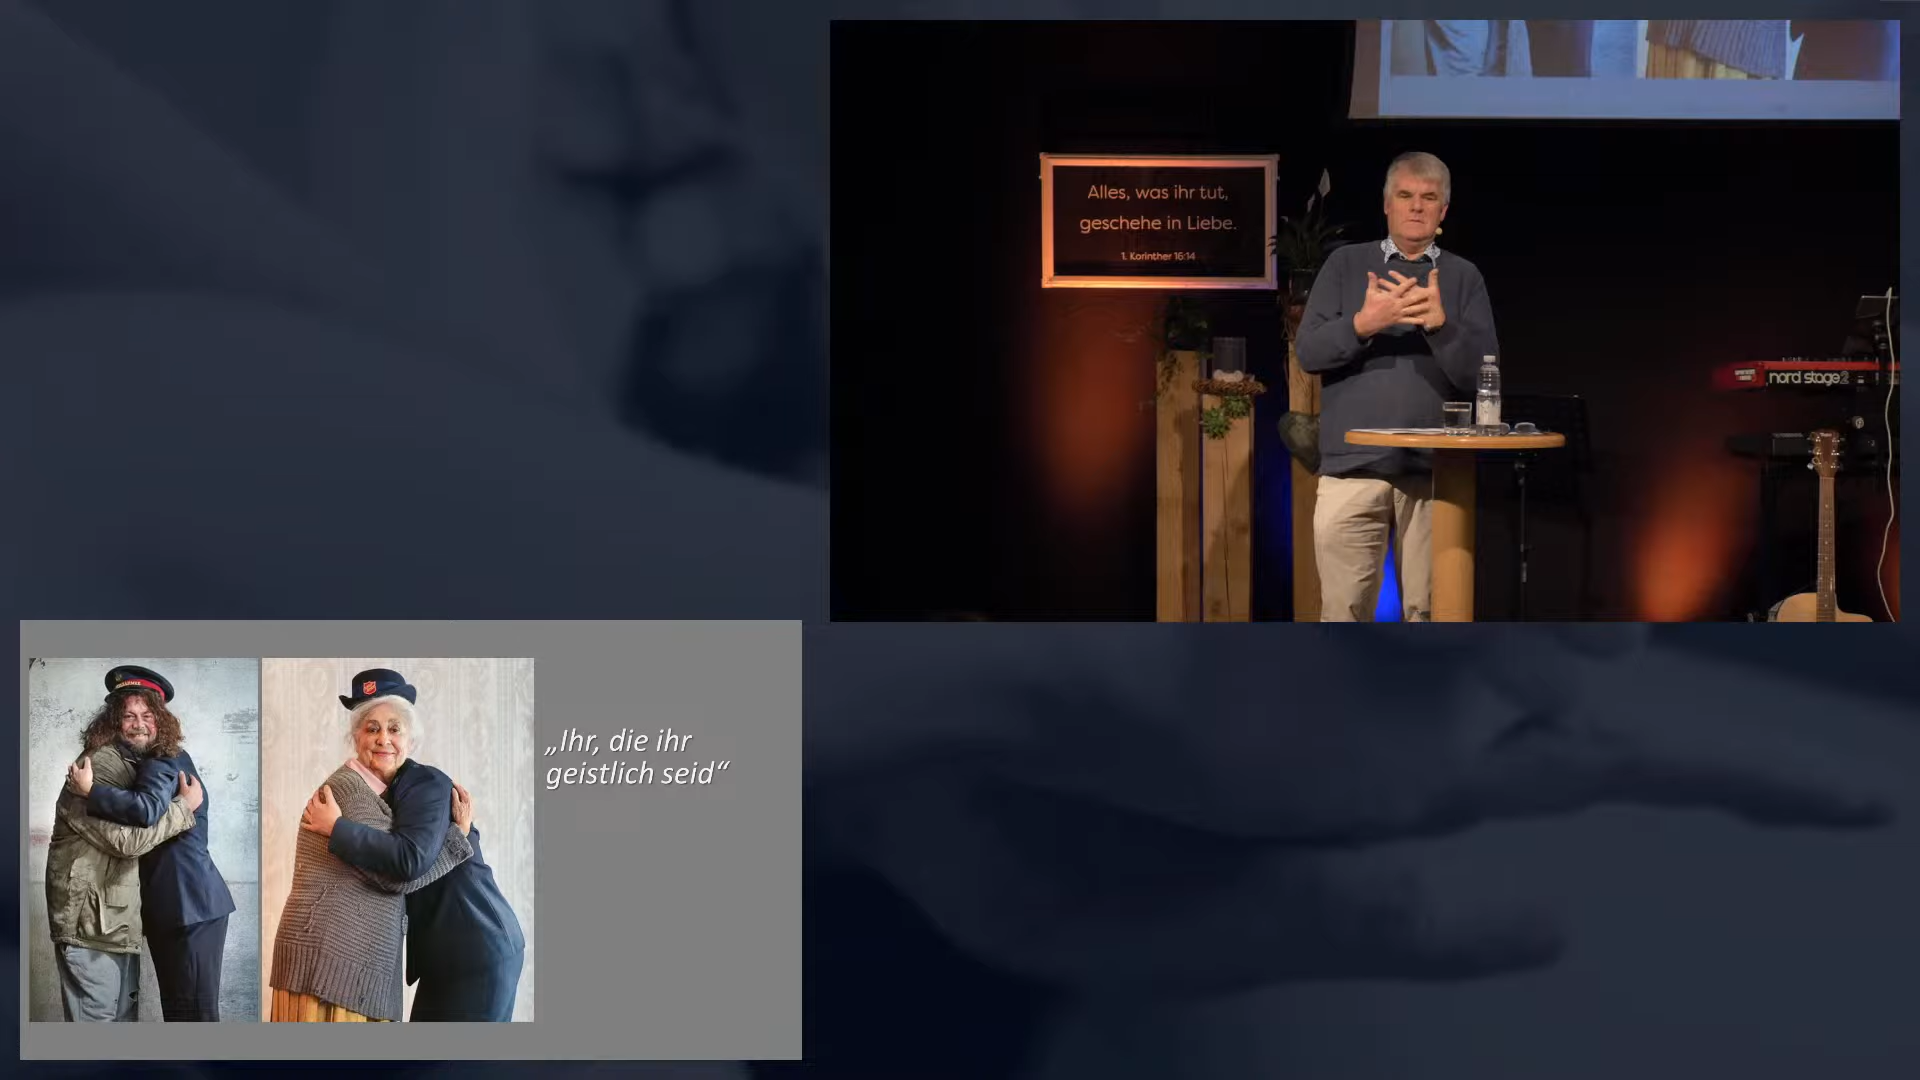 Alles, was ihr tut,
geschehe in Liebe.
1. Korinther 16:14
nord stage 2
„Ihr, die ihr
geistlich seid“